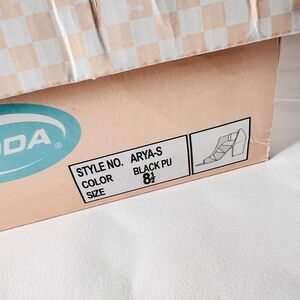 ODA
STYLE NO. ARYA-S
COLOR BLACK PU
SIZE 8½